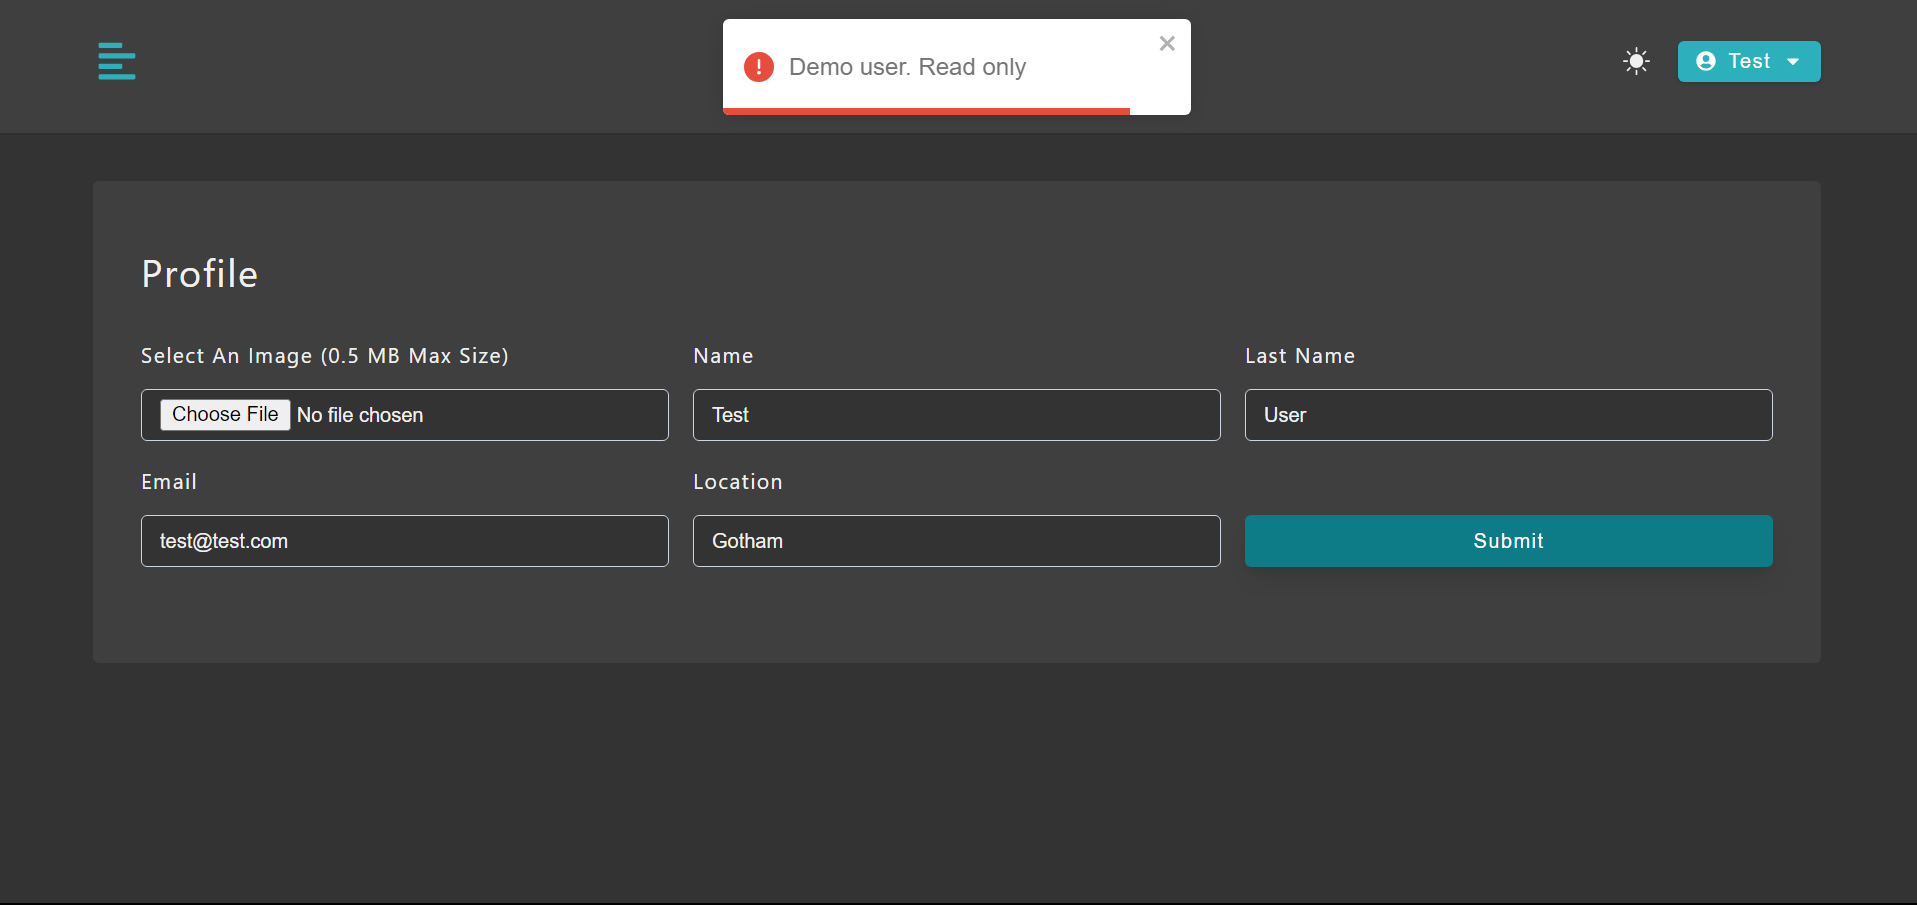 Demo user. Read only
Test
Profile
Select An Image (0.5 MB Max Size)
Name
Last Name
Choose File No file chosen
Test
User
Email
Location
test@test.com
Gotham
Submit